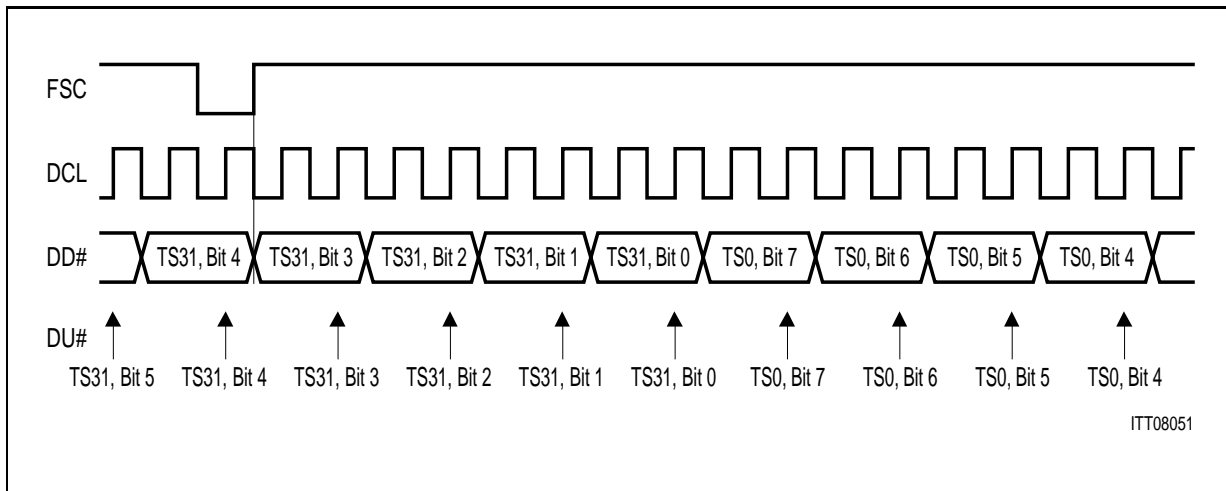 FSC
DCL
DD# TS31, Bit 4 TS31, Bit 3 TS31, Bit 2 TS31, Bit 1 TS31, Bit 0 TS0, Bit 7 TS0, Bit 6 TS0, Bit 5 TS0, Bit 4
DU#
TS31, Bit 5 TS31, Bit 4 TS31, Bit 3 TS31, Bit 2 TS31, Bit 1 TS31, Bit 0 TS0, Bit 7 TS0, Bit 6 TS0, Bit 5 TS0, Bit 4
ITT08051